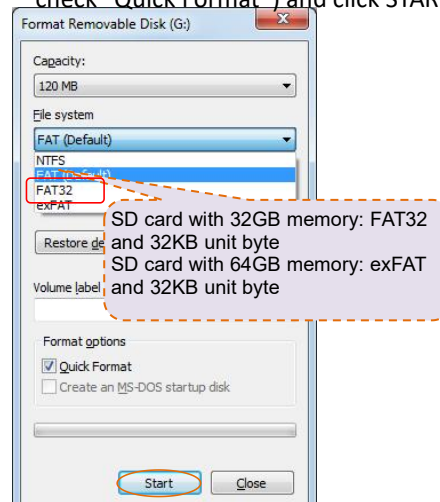 check "Quick Format") and click STAR
Format Removable Disk (G:)
Capacity:
120 MB
File system
FAT (Default)
NTFS
FAT (Default)
FAT32
exFAT
SD card with 32GB memory: FAT32
and 32KB unit byte
SD card with 64GB memory: exFAT
and 32KB unit byte
Restore de
Volume label
Format options
Quick Format
Create an MS-DOS startup disk
Start Close